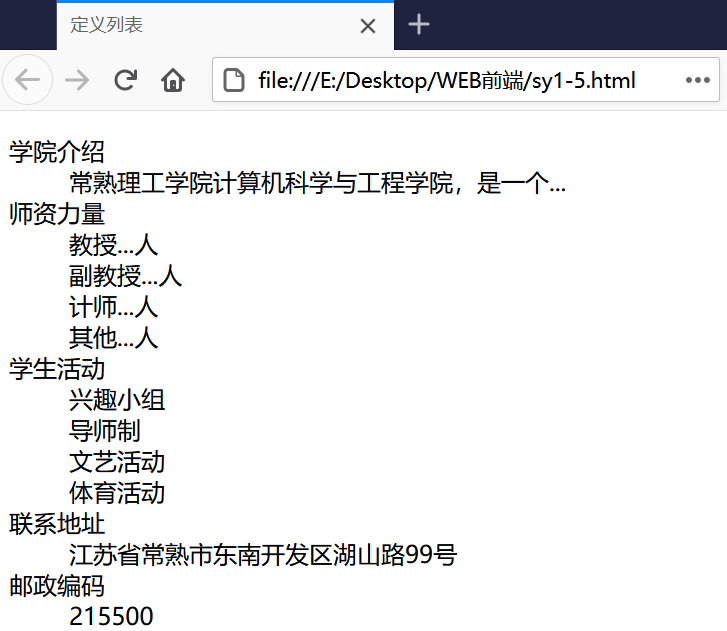 定义列表
file:///E:/Desktop/WEB前端/sy1-5.html
学院介绍
常熟理工学院计算机科学与工程学院，是一个...
师资力量
教授...人
副教授...人
计师...人
其他...人
学生活动
兴趣小组
导师制
文艺活动
体育活动
联系地址
江苏省常熟市东南开发区湖山路99号
邮政编码
215500